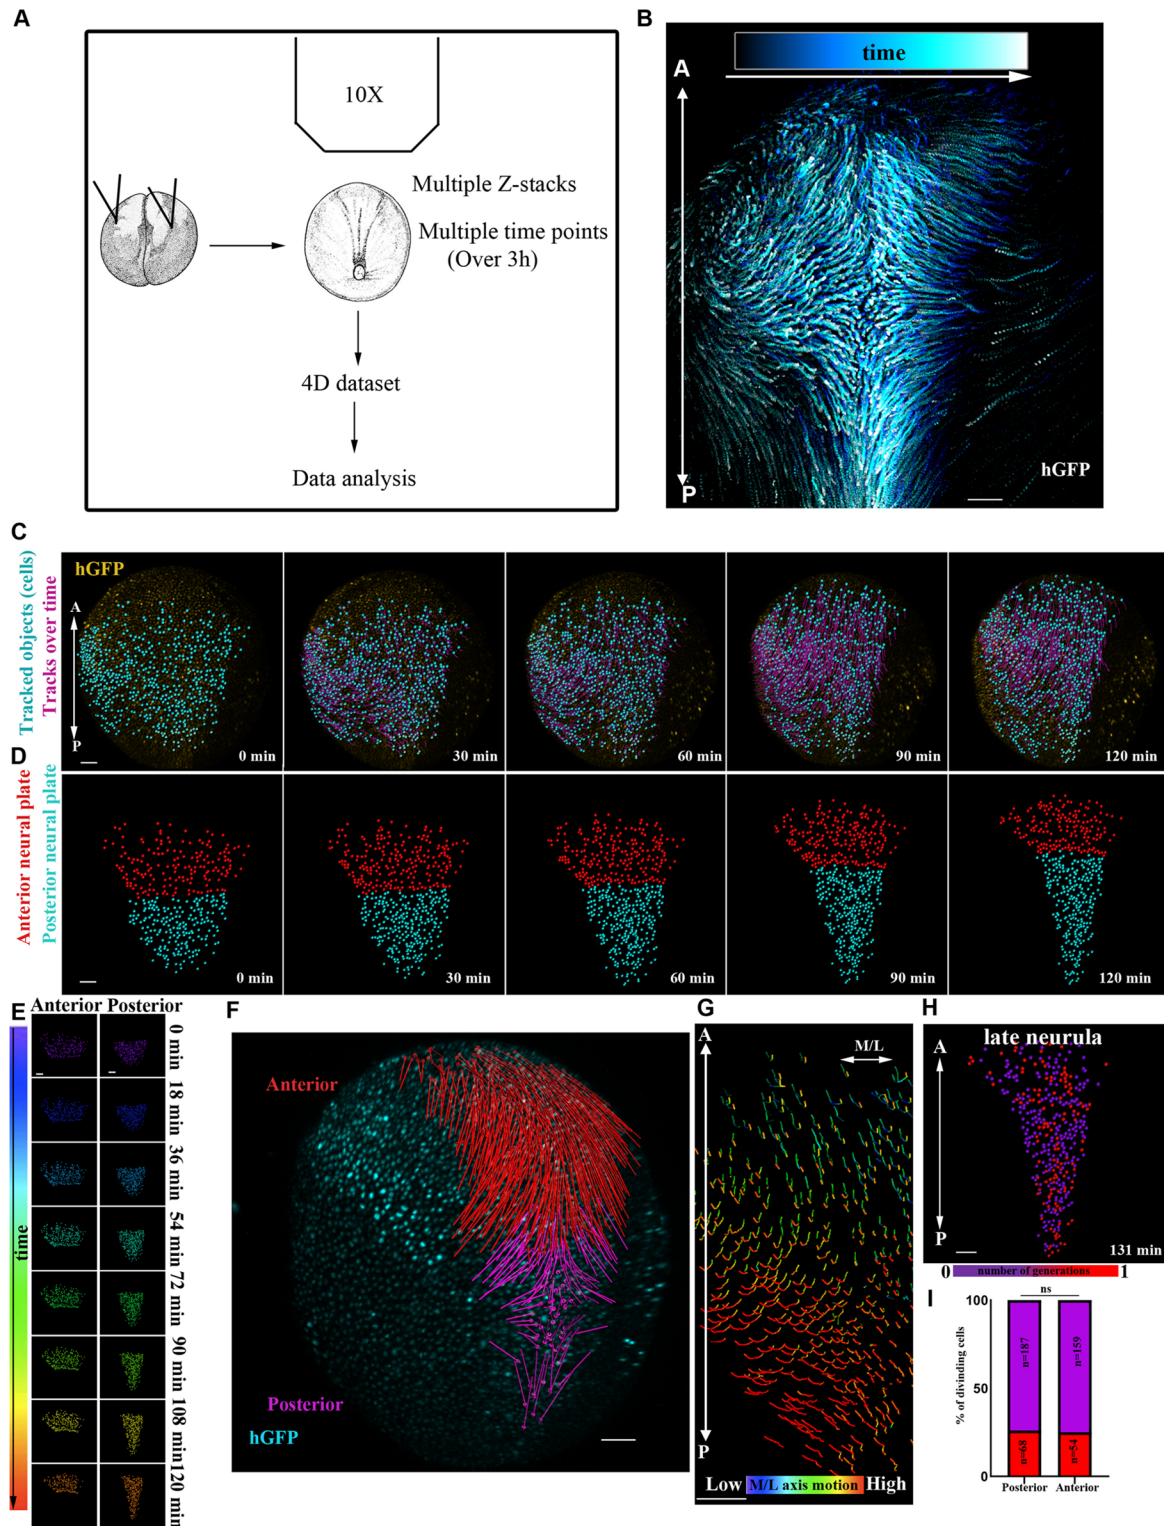 A
10X
Multiple Z-stacks
Multiple time points
(Over 3h)
4D dataset
Data analysis
B
time
A
P
hGFP
C
Tracked objects (cells)
Tracks over time
hGFP
A
P
0 min
30 min
60 min
90 min
120 min
D
Anterior neural plate
Posterior neural plate
0 min
30 min
60 min
90 min
120 min
E
Anterior Posterior
time
0 min
18 min
36 min
54 min
72 min
90 min
108 min
120 min
F
Anterior
Posterior
hGFP
G
A
M/L
P
Low M/L axis motion High
H
late neurula
A
P
131 min
0 number of generations 1
I
ns
% of dividinding cells
100
50
0
n=187
n=159
n=68
n=54
Posterior Anterior